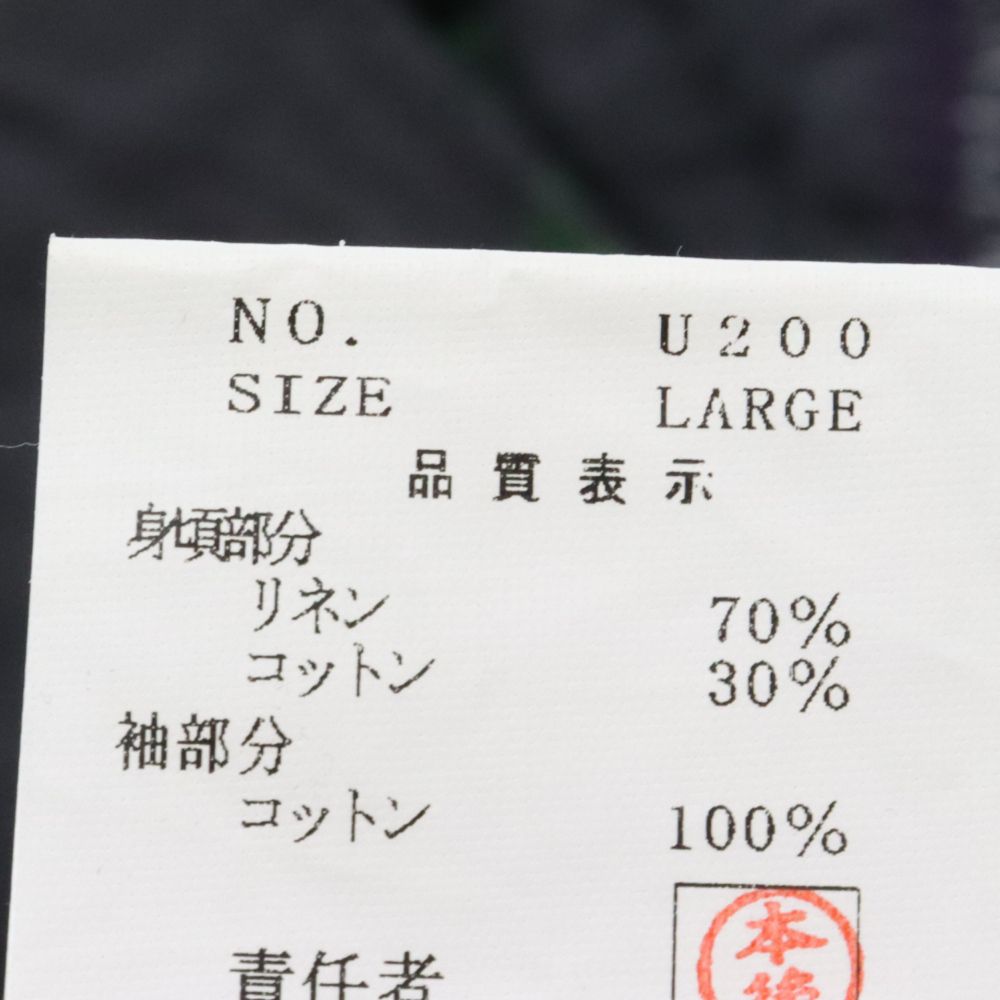 NO. U200
SIZE LARGE
品質表示
身頃部分
リネン 70%
コットン 30%
袖部分
コットン 100%
責任者
本